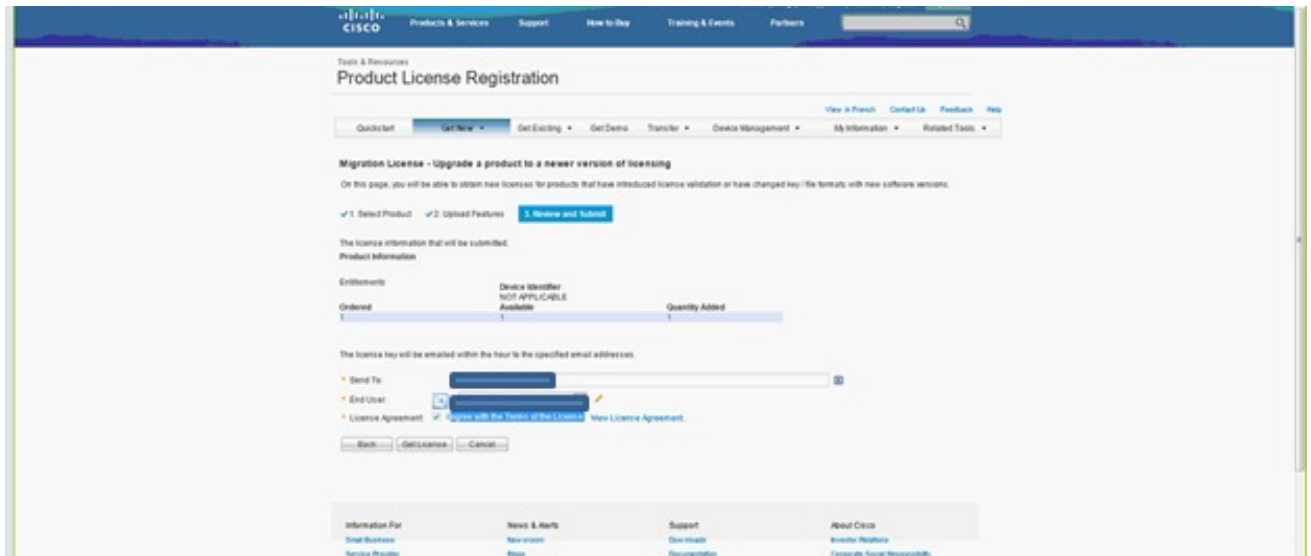 CISCO
Products & Services Support How to Buy Training & Events Partners
Tools & Resources
Product License Registration
View in French Contact Us Feedback Help
Quickstart Get New Get Existing Get Demo Transfer Device Management My Information Related Tools
Migration License - Upgrade a product to a newer version of licensing
On this page, you will be able to obtain new licenses for products that have introduced license validation or have changed key / file formats with new software versions.
1. Select Product 2. Upload Features 3. Review and Submit
The license information that will be submitted.
Product Information
Entitlements Device Identifier
NOT APPLICABLE
Ordered Available Quantity Added
1 1 1
The license key will be emailed within the hour to the specified email addresses.
* Send To:
* End User:
* License Agreement: I agree with the Terms of the License View License Agreement.
Back Get License Cancel
Information For News & Alerts Support About Cisco
Small Business Newsroom Downloads Investor Relations
Service Provider Blogs Documentation Corporate Social Responsibility